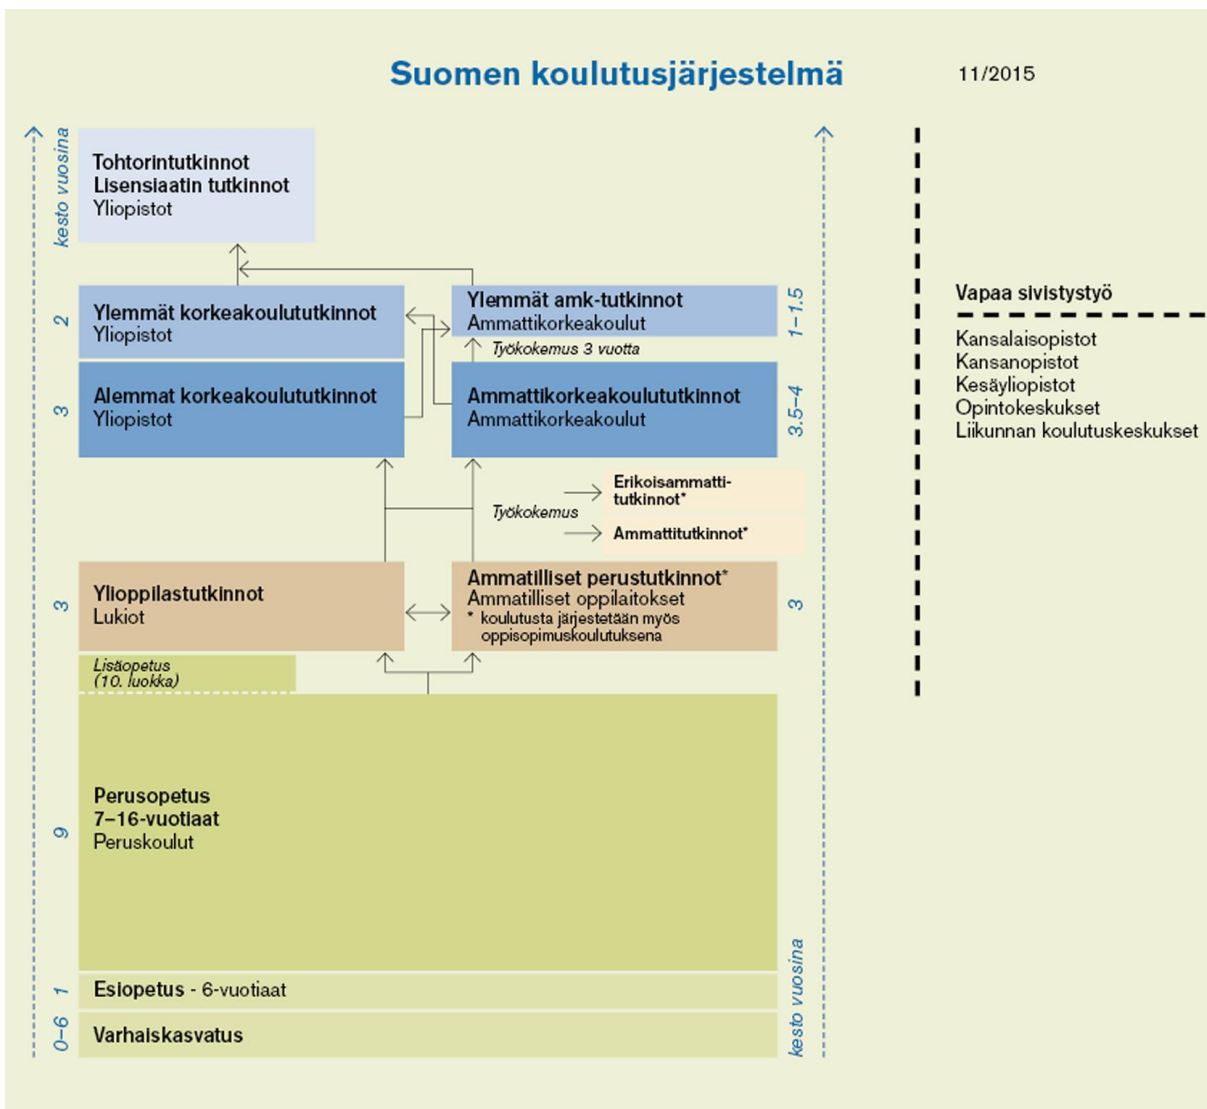 Suomen koulutusjärjestelmä
11/2015
kesto vuosina
Tohtorintutkinnot
Lisensiaatin tutkinnot
Yliopistot
2
Ylemmät korkeakoulututkinnot
Yliopistot
Ylemmät amk-tutkinnot
Ammattikorkeakoulut
1–1.5
Työkokemus 3 vuotta
3
Alemmat korkeakoulututkinnot
Yliopistot
Ammattikorkeakoulututkinnot
Ammattikorkeakoulut
3.5–4
Työkokemus
Erikoisammatti-
tutkinnot*
Ammattitutkinnot*
3
Ylioppilastutkinnot
Lukiot
Ammatilliset perustutkinnot*
Ammatilliset oppilaitokset
* koulutusta järjestetään myös
oppisopimuskoulutuksena
3
Lisäopetus
(10. luokka)
9
Perusopetus
7–16-vuotiaat
Peruskoulut
1
Esiopetus - 6-vuotiaat
0–6
Varhaiskasvatus
kesto vuosina
Vapaa sivistystyö
Kansalaisopistot
Kansanopistot
Kesäyliopistot
Opintokeskukset
Liikunnan koulutuskeskukset